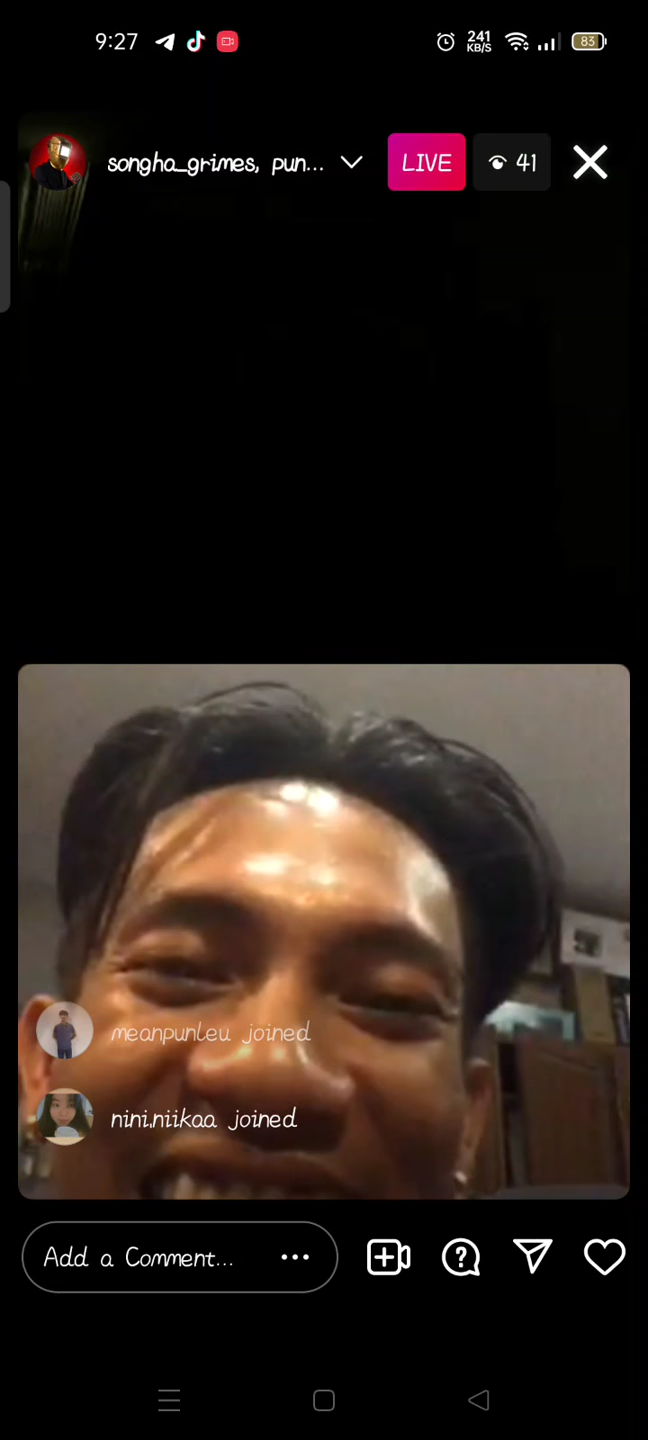 9:27
241
KB/S
83
songha_grimes, pun...
LIVE
41
meanpunleu joined
nini.niikaa joined
Add a Comment...